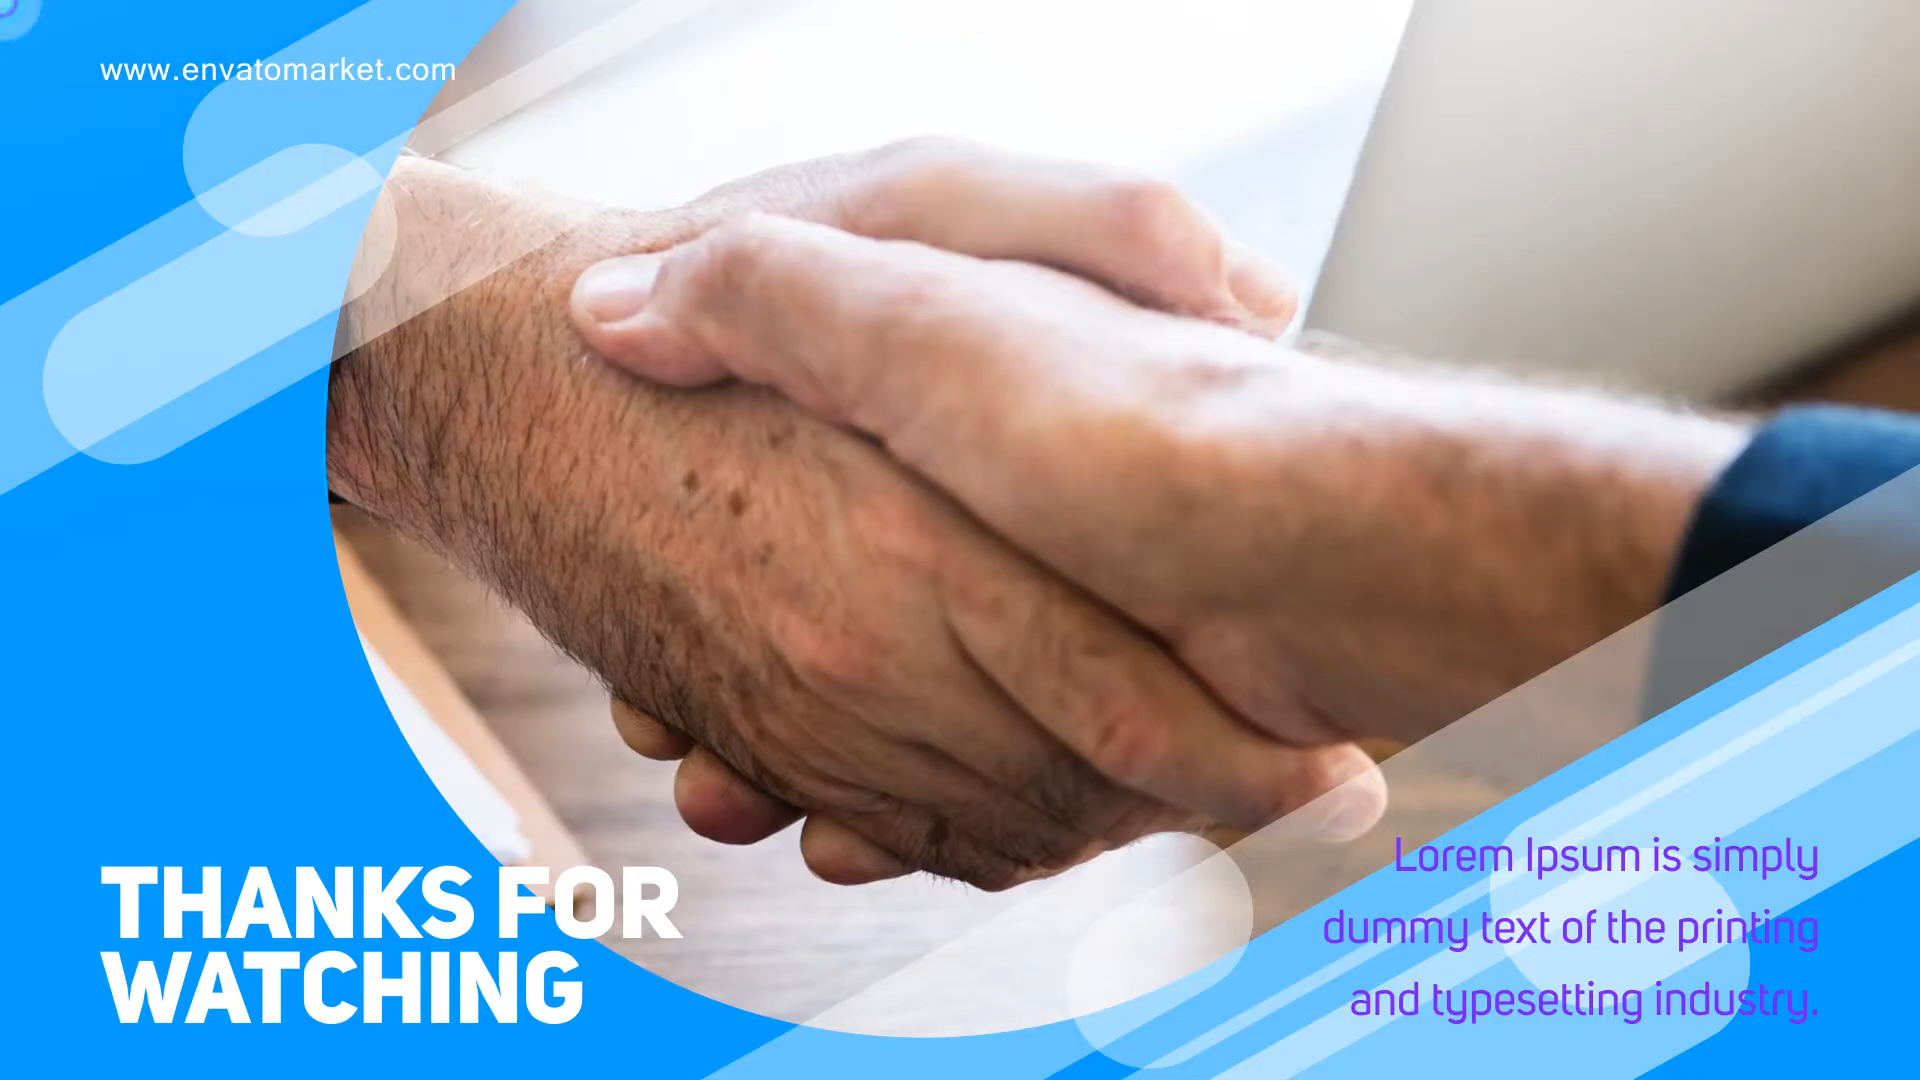 www.envatomarket.com
THANKS FOR
WATCHING
Lorem Ipsum is simply
dummy text of the printing
and typesetting industry.